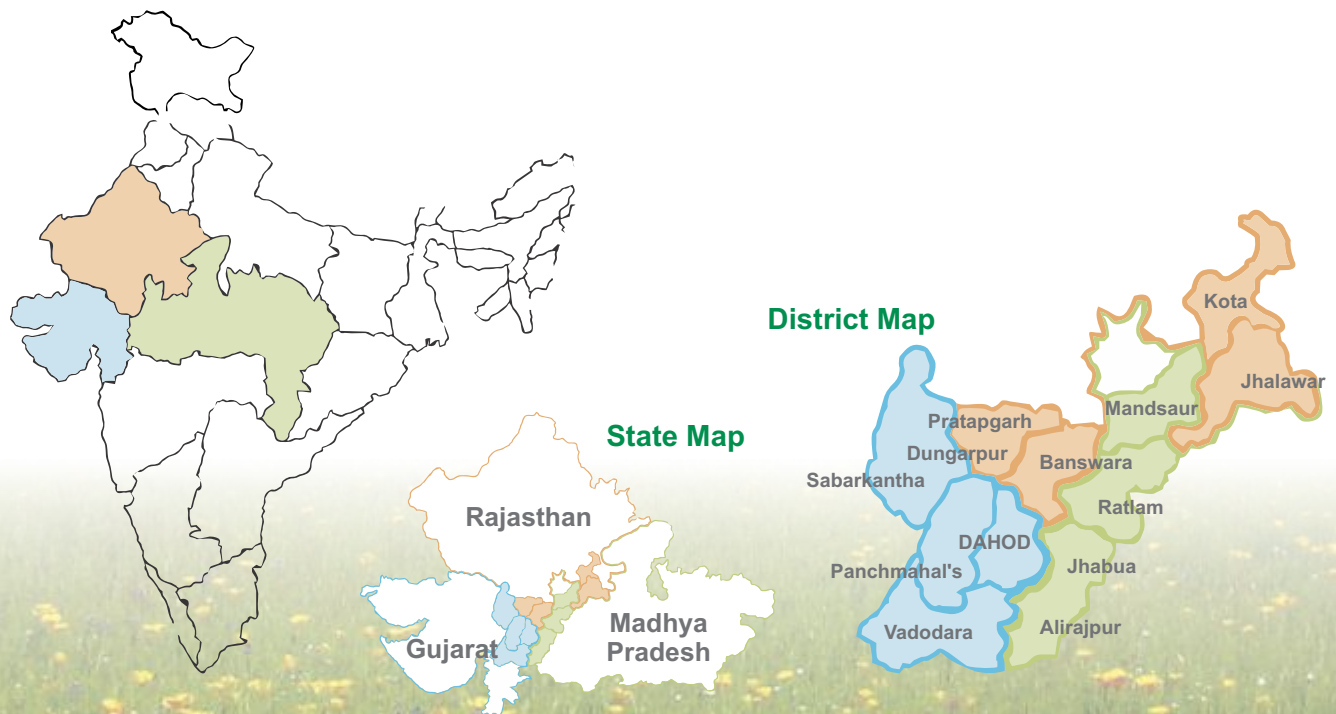 State Map
Rajasthan
Gujarat
Madhya
Pradesh
District Map
Kota
Jhalawar
Mandsaur
Pratapgarh
Dungarpur
Banswara
Sabarkantha
Ratlam
DAHOD
Panchmahal's
Jhabua
Vadodara
Alirajpur